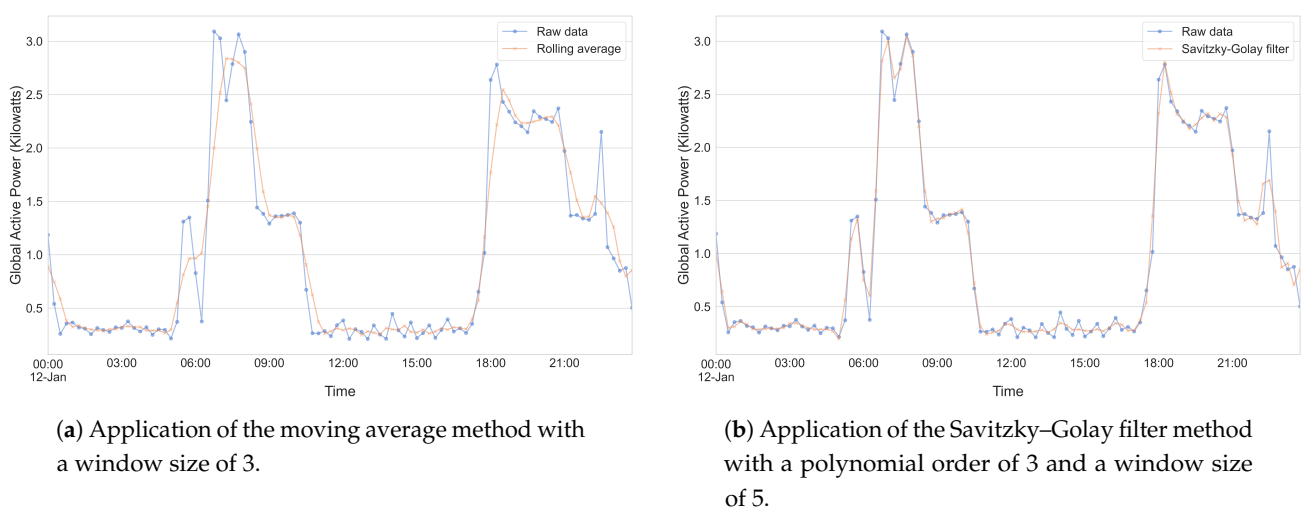 Global Active Power (Kilowatts)
3.0
2.5
2.0
1.5
1.0
0.5
Raw data
Rolling average
00:00 03:00 06:00 09:00 12:00 15:00 18:00 21:00
12-Jan
Time
(a) Application of the moving average method with
a window size of 3.
Global Active Power (Kilowatts)
3.0
2.5
2.0
1.5
1.0
0.5
Raw data
Savitzky-Golay filter
00:00 03:00 06:00 09:00 12:00 15:00 18:00 21:00
12-Jan
Time
(b) Application of the Savitzky–Golay filter method
with a polynomial order of 3 and a window size
of 5.